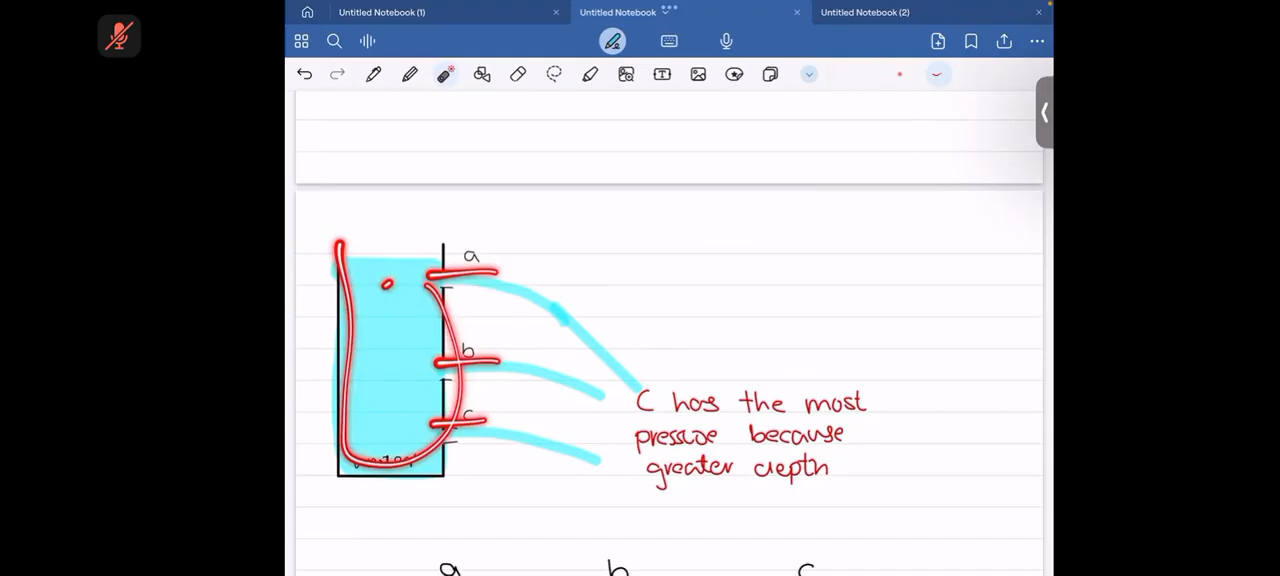 Untitled Notebook (1)
Untitled Notebook
Untitled Notebook (2)
a
b
c
C has the most
pressure because
greater depth
a b c